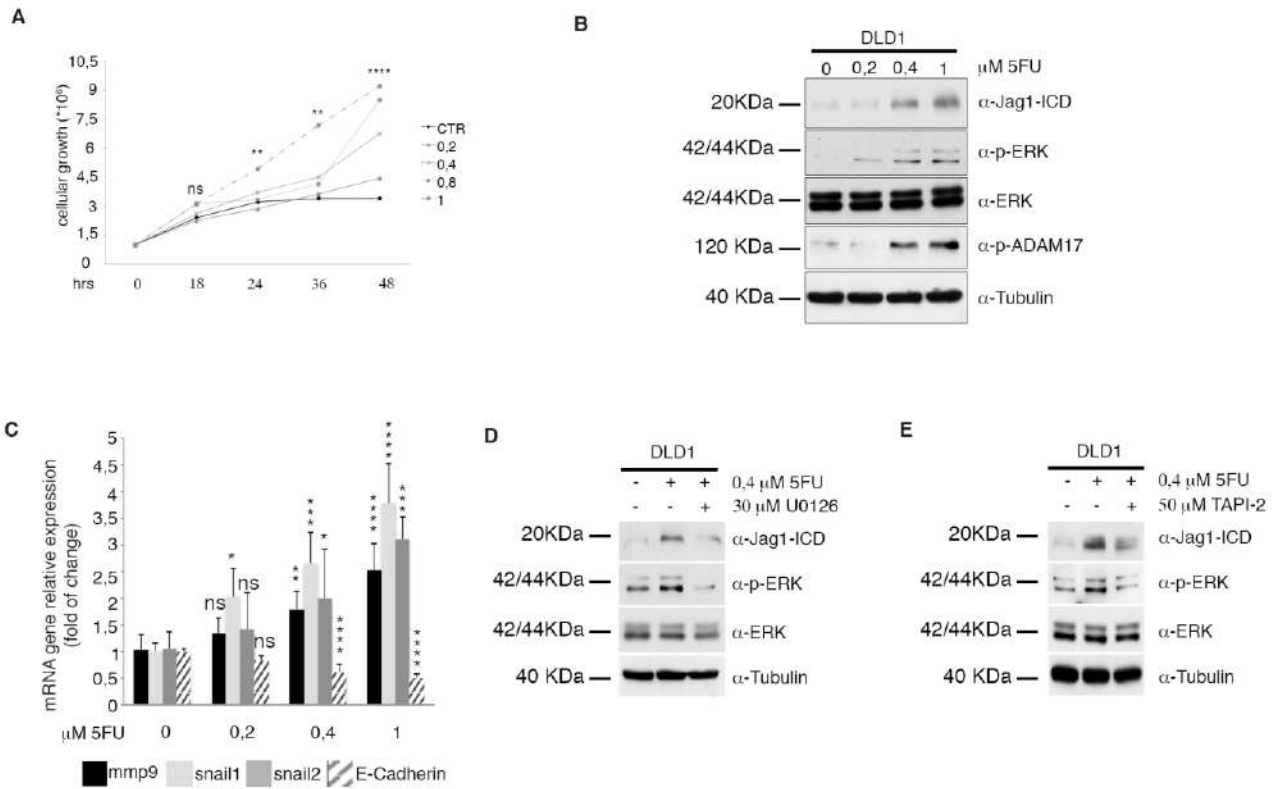 A
10,5
9
7,5
6
4,5
3
1,5
0
cellular growth (*10⁶)
ns
**
**
****
hrs 0 18 24 36 48
CTR
0,2
0,4
0,8
1
B
DLD1
0 0,2 0,4 1 μM 5FU
20KDa α-Jag1-ICD
42/44KDa α-p-ERK
42/44KDa α-ERK
120 KDa α-p-ADAM17
40 KDa α-Tubulin
C
mRNA gene relative expression
(fold of change)
5
4,5
4
3,5
3
2,5
2
1,5
1
0,5
0
ns * ns ns
** *** * ****
**** **** *** ****
μM 5FU 0 0,2 0,4 1
mmp9 snail1 snail2 E-Cadherin
D
DLD1
- + + 0,4 μM 5FU
- - + 30 μM U0126
20KDa α-Jag1-ICD
42/44KDa α-p-ERK
42/44KDa α-ERK
40 KDa α-Tubulin
E
DLD1
- + + 0,4 μM 5FU
- - + 50 μM TAPI-2
20KDa α-Jag1-ICD
42/44KDa α-p-ERK
42/44KDa α-ERK
40 KDa α-Tubulin